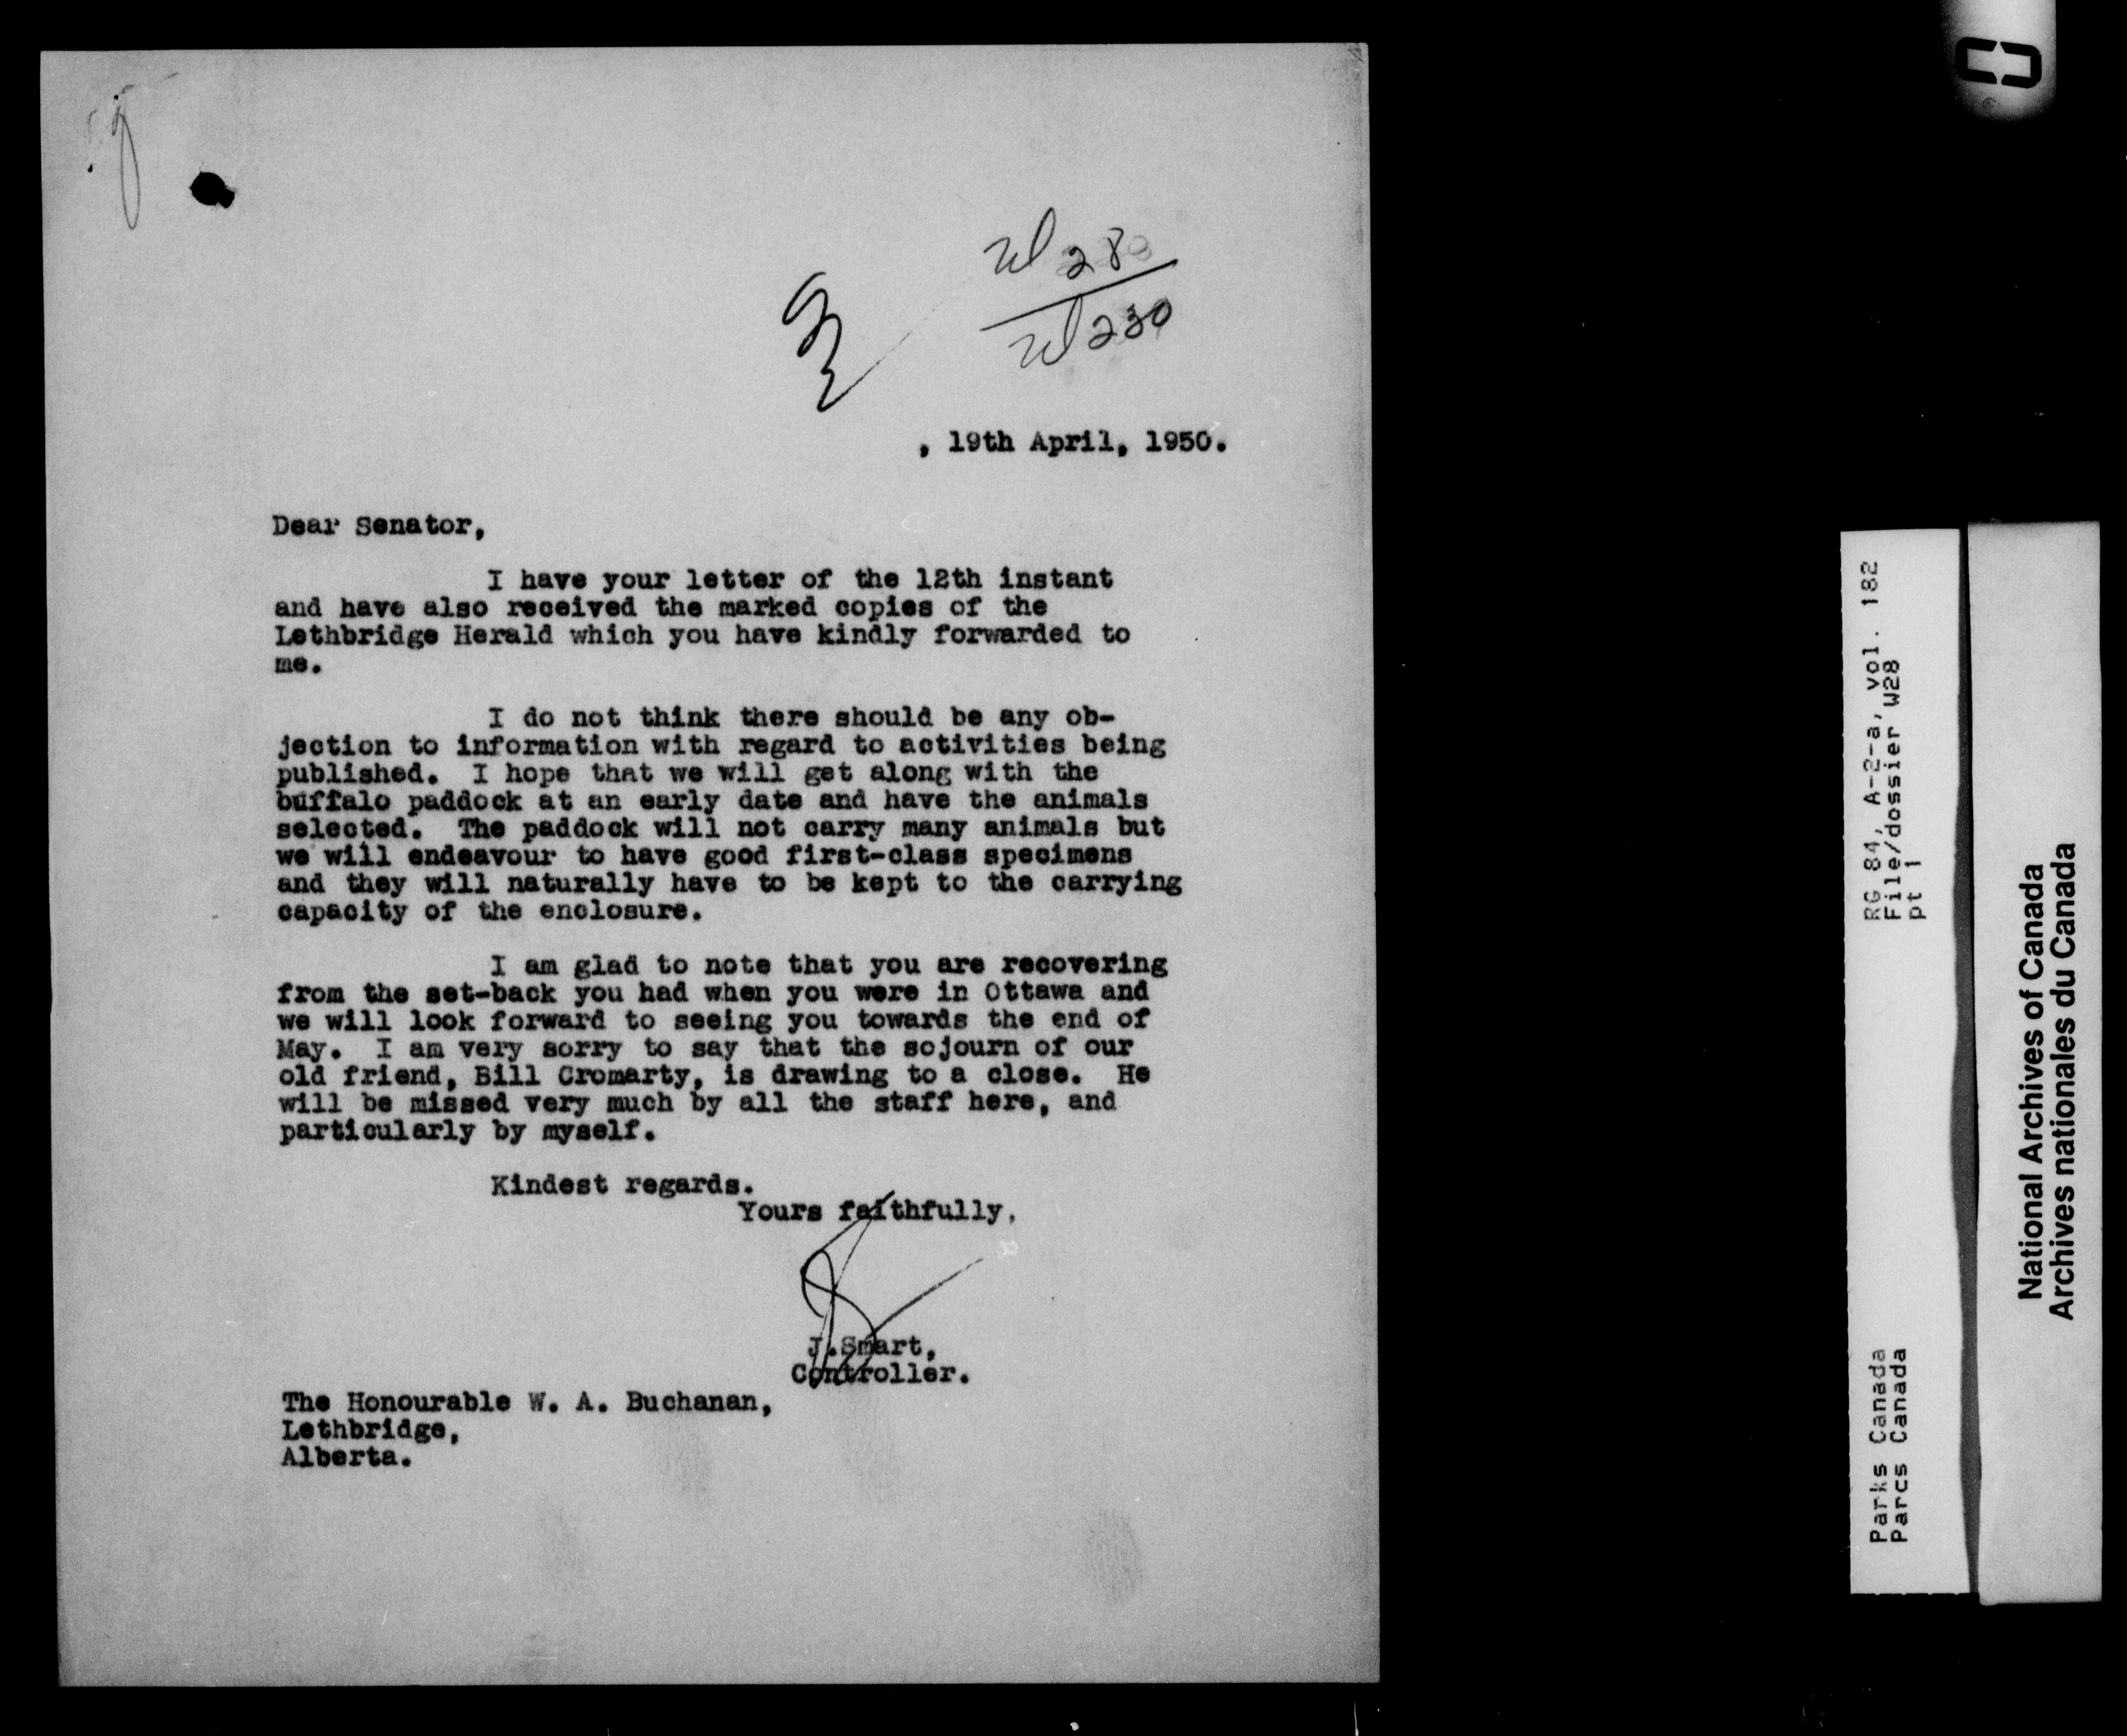 W28
W230
, 19th April, 1950.
Dear Senator,
I have your letter of the 12th instant
and have also received the marked copies of the
Lethbridge Herald which you have kindly forwarded to
me.
I do not think there should be any ob-
jection to information with regard to activities being
published. I hope that we will get along with the
buffalo paddock at an early date and have the animals
selected. The paddock will not carry many animals but
we will endeavour to have good first-class specimens
and they will naturally have to be kept to the carrying
capacity of the enclosure.
I am glad to note that you are recovering
from the set-back you had when you were in Ottawa and
we will look forward to seeing you towards the end of
May. I am very sorry to say that the sojourn of our
old friend, Bill Cromarty, is drawing to a close. He
will be missed very much by all the staff here, and
particularly by myself.
Kindest regards.
Yours faithfully,
J.Smart,
Controller.
The Honourable W. A. Buchanan,
Lethbridge,
Alberta.
RG 84, A-2-a, vol. 182
File/dossier W28
pt 1
Parks Canada
Parcs Canada
National Archives of Canada
Archives nationales du Canada